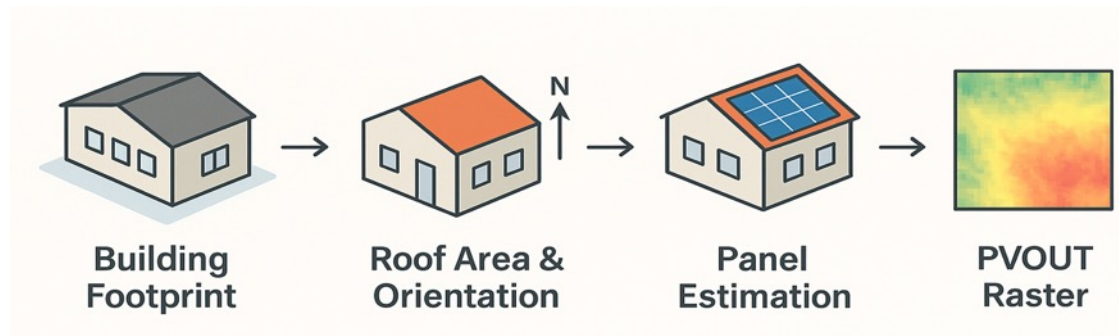 N
Building
Footprint
Roof Area &
Orientation
Panel
Estimation
PVOUT
Raster